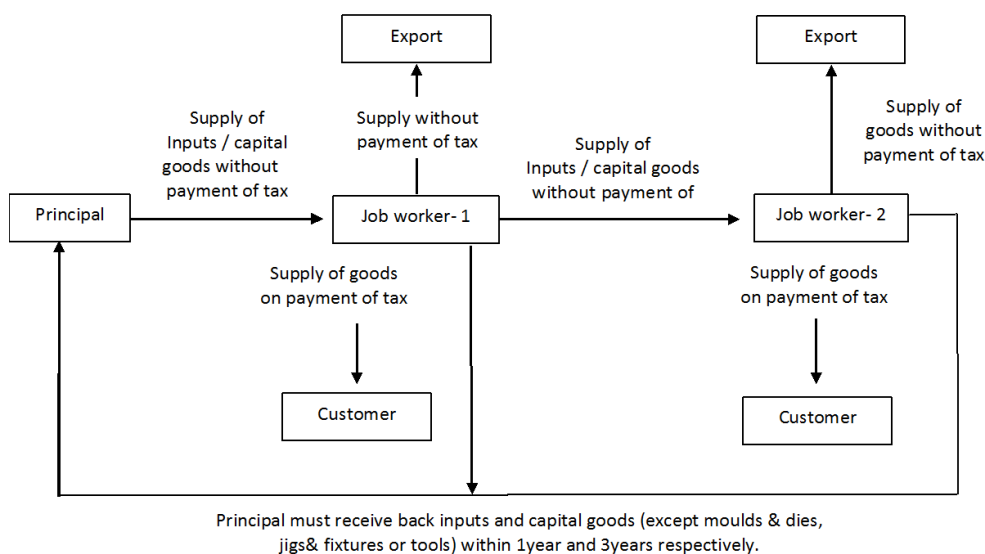 Export
Export
Supply of
Inputs / capital
goods without
payment of tax
Supply without
payment of tax
Supply of
Inputs / capital goods
without payment of
Supply of
goods without
payment of tax
Principal
Job worker- 1
Job worker- 2
Supply of goods
on payment of tax
Supply of goods
on payment of tax
Customer
Customer
Principal must receive back inputs and capital goods (except moulds & dies,
jigs& fixtures or tools) within 1year and 3years respectively.